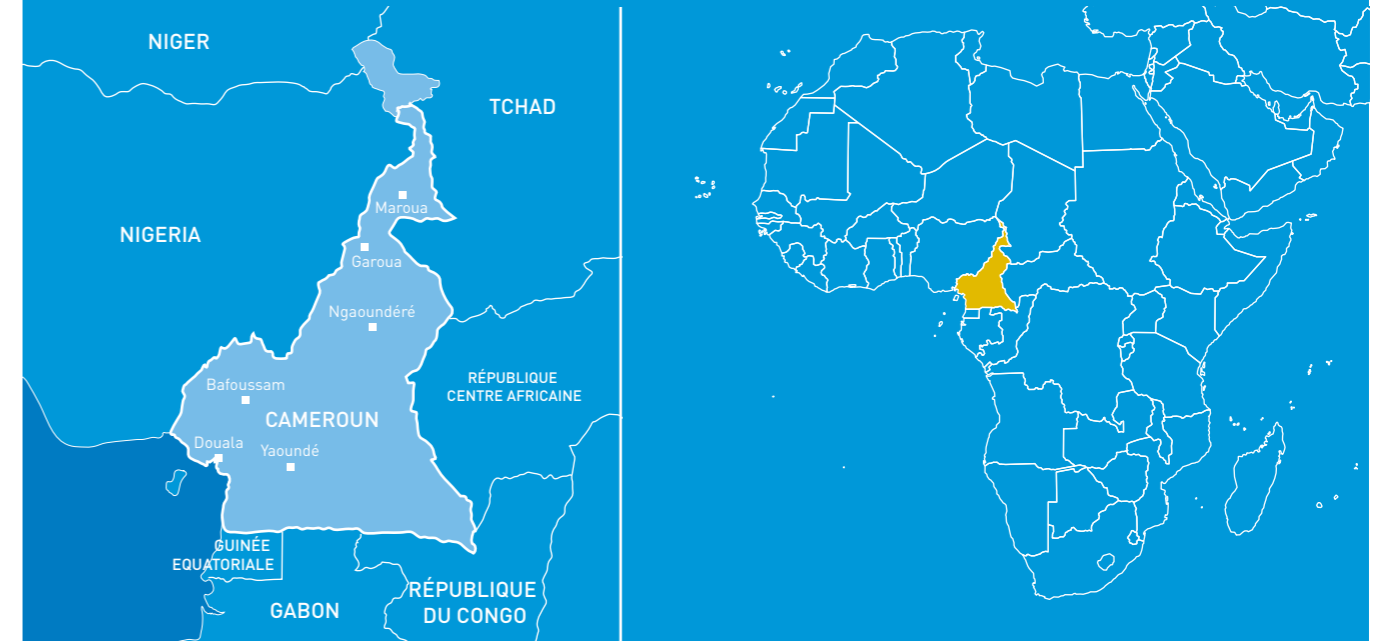 NIGER
TCHAD
Maroua
NIGERIA
Garoua
Ngaoundéré
RÉPUBLIQUE
CENTRE AFRICAINE
Bafoussam
CAMEROUN
Douala
Yaoundé
GUINÉE
EQUATORIALE
GABON
RÉPUBLIQUE
DU CONGO